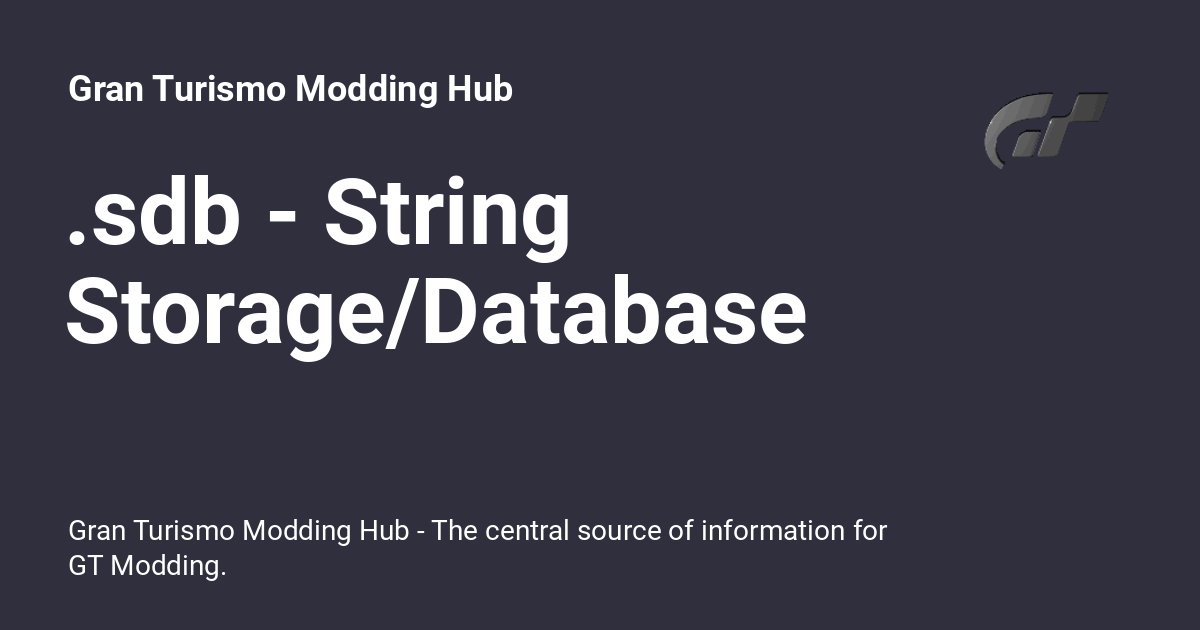 Gran Turismo Modding Hub
.sdb - String
Storage/Database
Gran Turismo Modding Hub - The central source of information for
GT Modding.